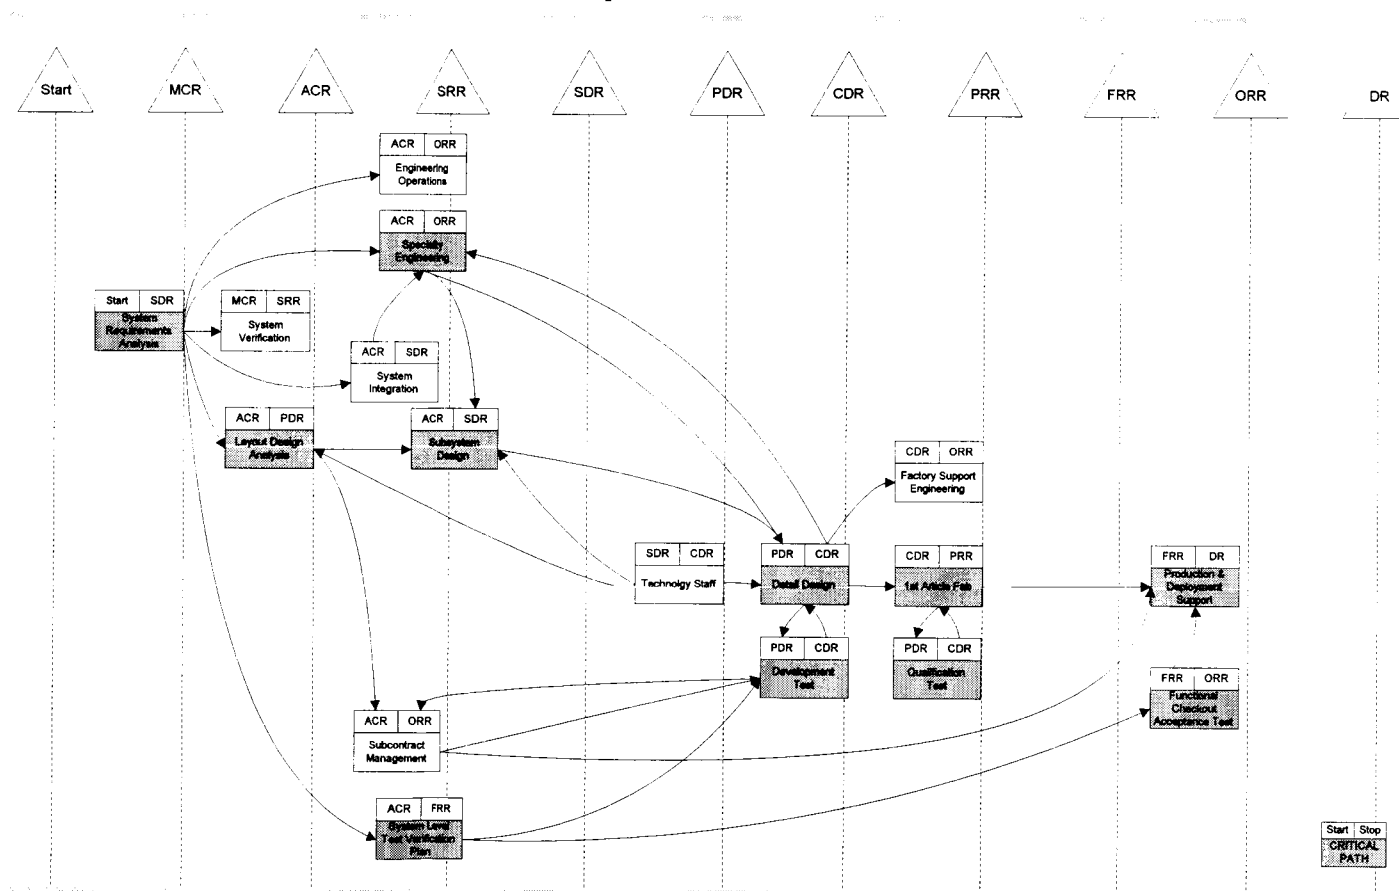 Start MCR ACR SRR SDR PDR CDR PRR FRR ORR DR
ACR ORR
Engineering
Operations
ACR ORR
Specialty
Engineering
Start SDR
System
Requirements
Analysis
MCR SRR
System
Verification
ACR SDR
System
Integration
ACR PDR
Layout Design
Analysis
ACR SDR
Subsystem
Design
CDR ORR
Factory Support
Engineering
SDR CDR
Technolgy Staff
PDR CDR
Detail Design
CDR PRR
1st Article Fab
FRR DR
Production &
Deployment
Support
PDR CDR
Development
Test
PDR CDR
Qualification
Test
FRR ORR
Functional
Checkout
Acceptance Test
ACR ORR
Subcontract
Management
ACR FRR
System Level
Test Verification
Plan
Start Stop
CRITICAL
PATH